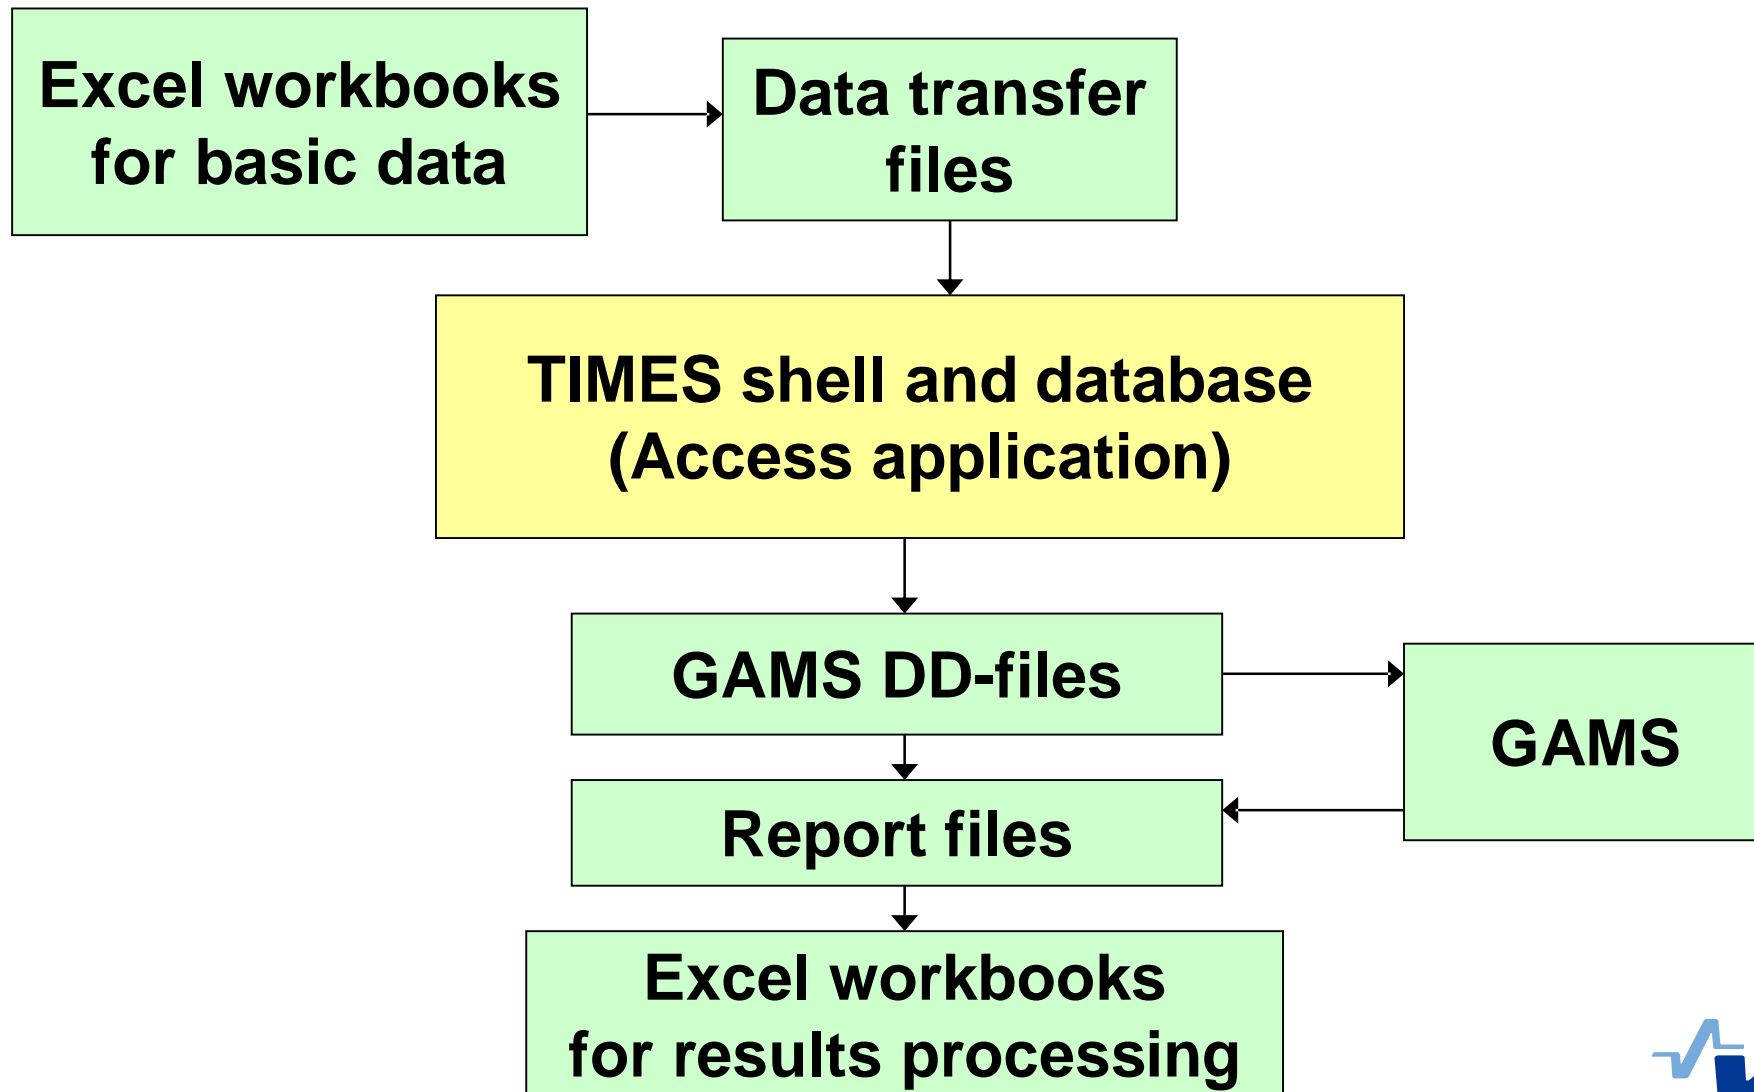 Excel workbooks
for basic data
Data transfer
files
TIMES shell and database
(Access application)
GAMS DD-files
GAMS
Report files
Excel workbooks
for results processing